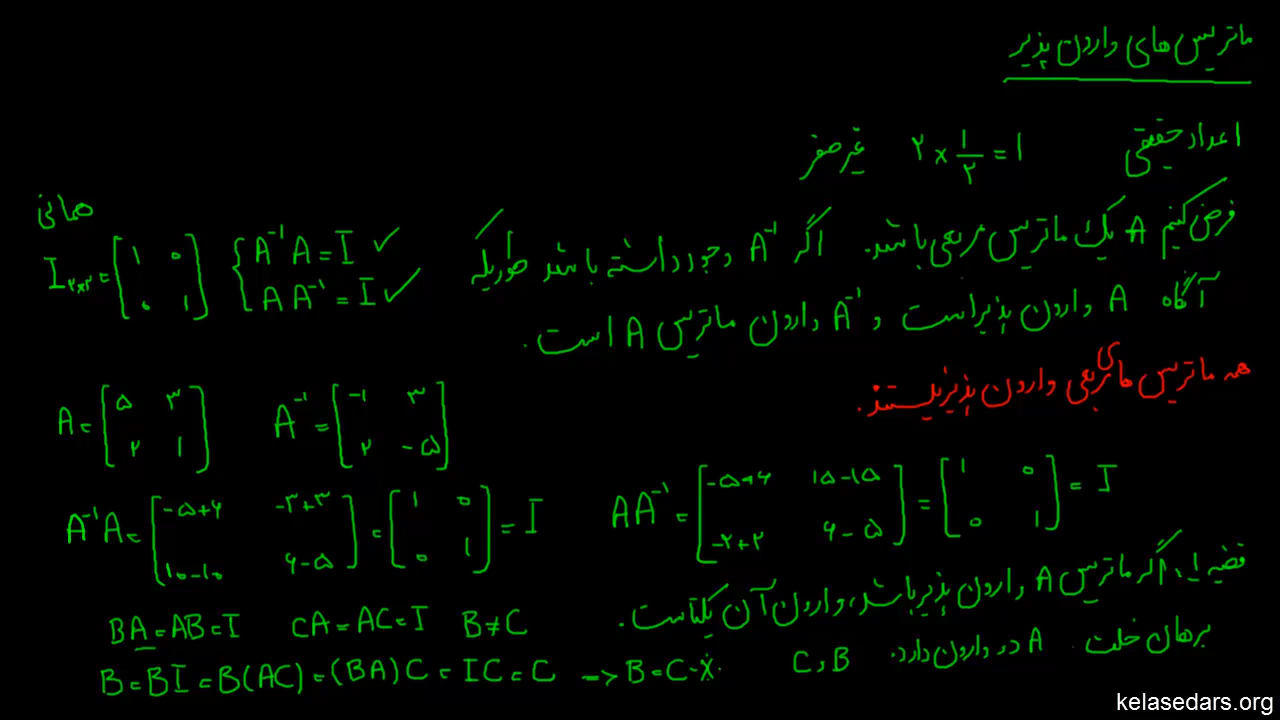 ماتریس های وارون پذیر
اعداد حقیقی ۲ × ۱/۲ = ۱ غیر صفر
فرض کنیم A یک ماتریس مربعی باشد. اگر A⁻¹ وجود داشته باشد طوریکه
{ A⁻¹ A = I ✓
A A⁻¹ = I ✓
همانی
I۲×۲ = [ ۱ ۰
۰ ۱ ]
آنگاه A وارون پذیر است و A⁻¹ وارون ماتریس A است.
همه ماتریس های مربعی وارون پذیر نیستند.
A = [ ۵ ۳
۲ ۱ ]
A⁻¹ = [ -۱ ۳
۲ -۵ ]
A⁻¹A = [ -۵+۶ -۳+۳
۱۰-۱۰ ۶-۵ ] = [ ۱ ۰
۰ ۱ ] = I
AA⁻¹ = [ -۵+۶ ۱۵-۱۵
-۲+۲ ۶-۵ ] = [ ۱ ۰
۰ ۱ ] = I
قضیه ۱. اگر ماتریس A وارون پذیر باشد، وارون آن یکتاست.
برهان خلف. A دو وارون دارد. B و C
BA = AB = I CA = AC = I B ≠ C
B = BI = B(AC) = (BA)C = IC = C → B = C
kelasedars.org